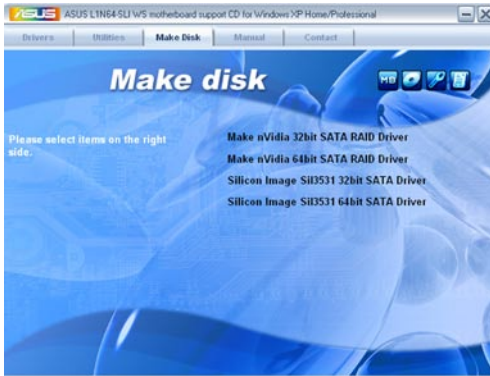 ASUS ASUS L1N64-SLI WS motherboard support CD for Windows XP Home/Professional
Drivers Utilities Make Disk Manual Contact
Make disk
MB
Please select items on the right
side.
Make nVidia 32bit SATA RAID Driver
Make nVidia 64bit SATA RAID Driver
Silicon Image Sil3531 32bit SATA Driver
Silicon Image Sil3531 64bit SATA Driver